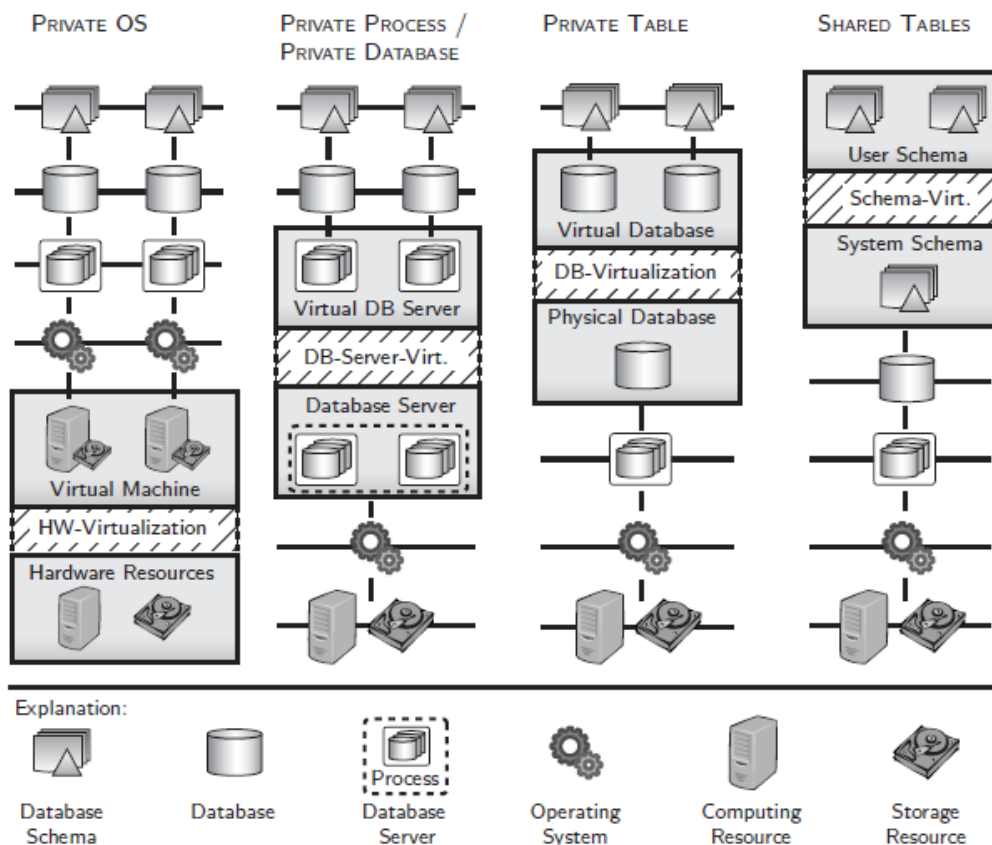 PRIVATE OS
PRIVATE PROCESS /
PRIVATE DATABASE
PRIVATE TABLE
SHARED TABLES
Virtual Machine
HW-Virtualization
Hardware Resources
Virtual DB Server
DB-Server-Virt.
Database Server
Virtual Database
DB-Virtualization
Physical Database
User Schema
Schema-Virt.
System Schema
Explanation:
Database
Schema
Database
Process
Database
Server
Operating
System
Computing
Resource
Storage
Resource